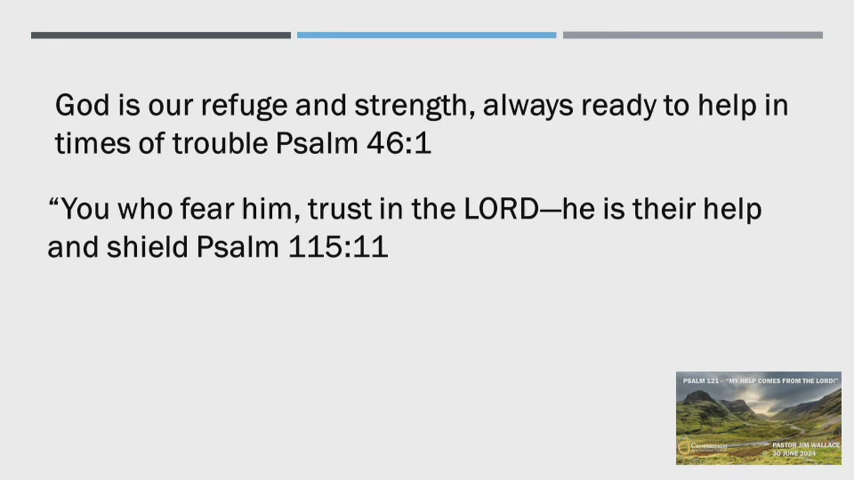 God is our refuge and strength, always ready to help in
times of trouble Psalm 46:1
“You who fear him, trust in the LORD—he is their help
and shield Psalm 115:11
PSALM 121 - "MY HELP COMES FROM THE LORD!"
CROSSROADS
PASTOR JIM WALLACE
30 JUNE 2024